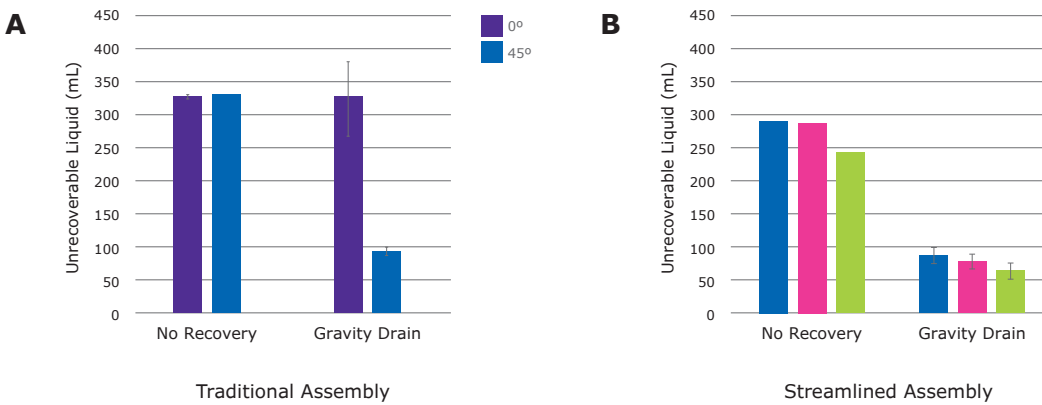 A
Unrecoverable Liquid (mL)
450
400
350
300
250
200
150
100
50
0
No Recovery
Gravity Drain
Traditional Assembly
0º
45º
B
Unrecoverable Liquid (mL)
450
400
350
300
250
200
150
100
50
0
No Recovery
Gravity Drain
Streamlined Assembly